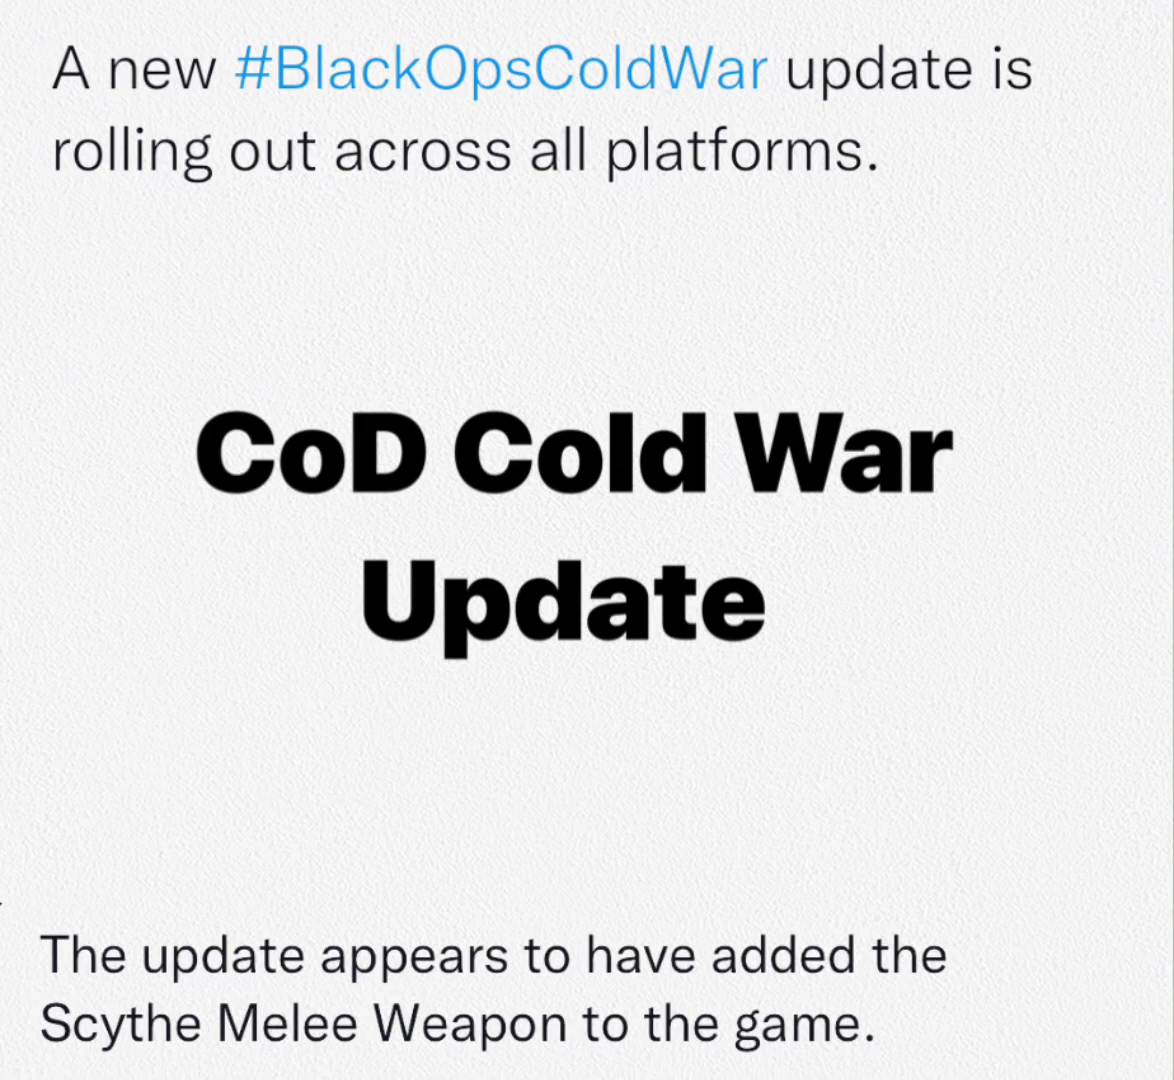 A new #BlackOpsColdWar update is
rolling out across all platforms.
CoD Cold War
Update
The update appears to have added the
Scythe Melee Weapon to the game.